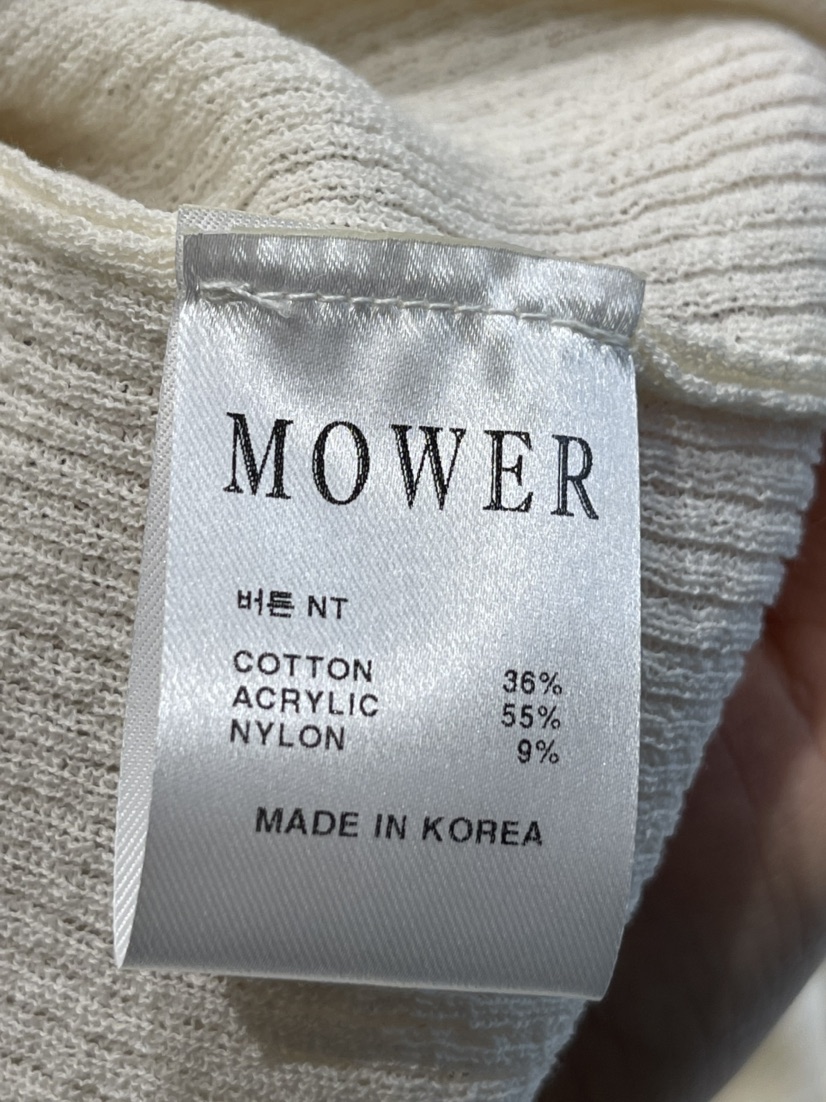 MOWER
버튼 NT
COTTON 36%
ACRYLIC 55%
NYLON 9%
MADE IN KOREA